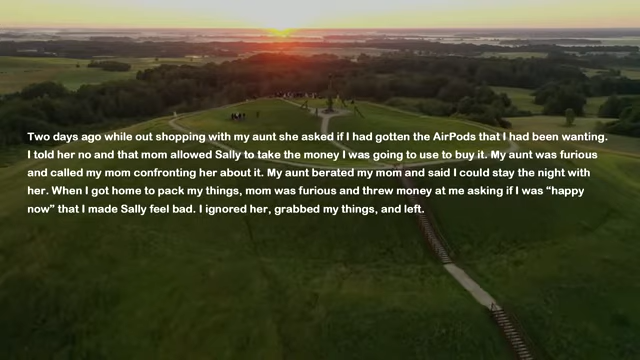 Two days ago while out shopping with my aunt she asked if I had gotten the AirPods that I had been wanting.
I told her no and that mom allowed Sally to take the money I was going to use to buy it. My aunt was furious
and called my mom confronting her about it. My aunt berated my mom and said I could stay the night with
her. When I got home to pack my things, mom was furious and threw money at me asking if I was "happy
now" that I made Sally feel bad. I ignored her, grabbed my things, and left.